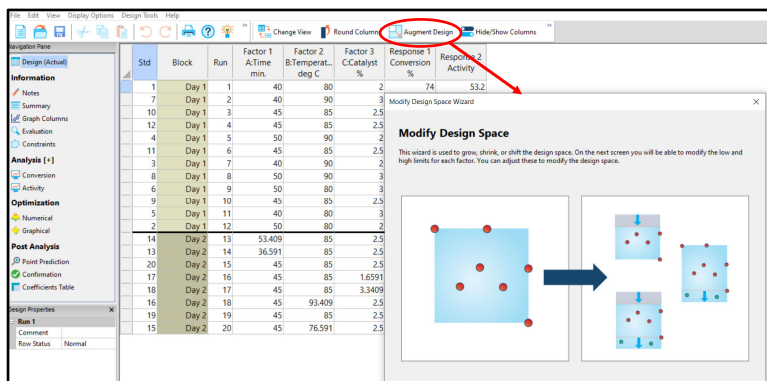 File Edit View Display Options Design Tools Help
? » Change View Round Columns Augment Design Hide/Show Columns »
Navigation Pane
Design (Actual)
Information
Notes
Summary
Graph Columns
Evaluation
Constraints
Analysis [+]
Conversion
Activity
Optimization
Numerical
Graphical
Post Analysis
Point Prediction
Confirmation
Coefficients Table
Design Properties x
Run 1
Comment
Row Status Normal
Std Block Run Factor 1 A:Time min. Factor 2 B:Temperat... deg C Factor 3 C:Catalyst % Response 1 Conversion % Response 2 Activity
1 Day 1 1 40 80 2 74 53.2
7 Day 1 2 40 90 3
10 Day 1 3 45 85 2.5
12 Day 1 4 45 85 2.5
4 Day 1 5 50 90 2
11 Day 1 6 45 85 2.5
3 Day 1 7 40 90 2
8 Day 1 8 50 90 3
6 Day 1 9 50 80 3
9 Day 1 10 45 85 2.5
5 Day 1 11 40 80 3
2 Day 1 12 50 80 2
14 Day 2 13 53.409 85 2.5
13 Day 2 14 36.591 85 2.5
20 Day 2 15 45 85 2.5
17 Day 2 16 45 85 1.6591
18 Day 2 17 45 85 3.3409
16 Day 2 18 45 93.409 2.5
19 Day 2 19 45 85 2.5
15 Day 2 20 45 76.591 2.5
Modify Design Space Wizard ×
Modify Design Space
This wizard is used to grow, shrink, or shift the design space. On the next screen you will be able to modify the low and
high limits for each factor. You can adjust these to modify the design space.